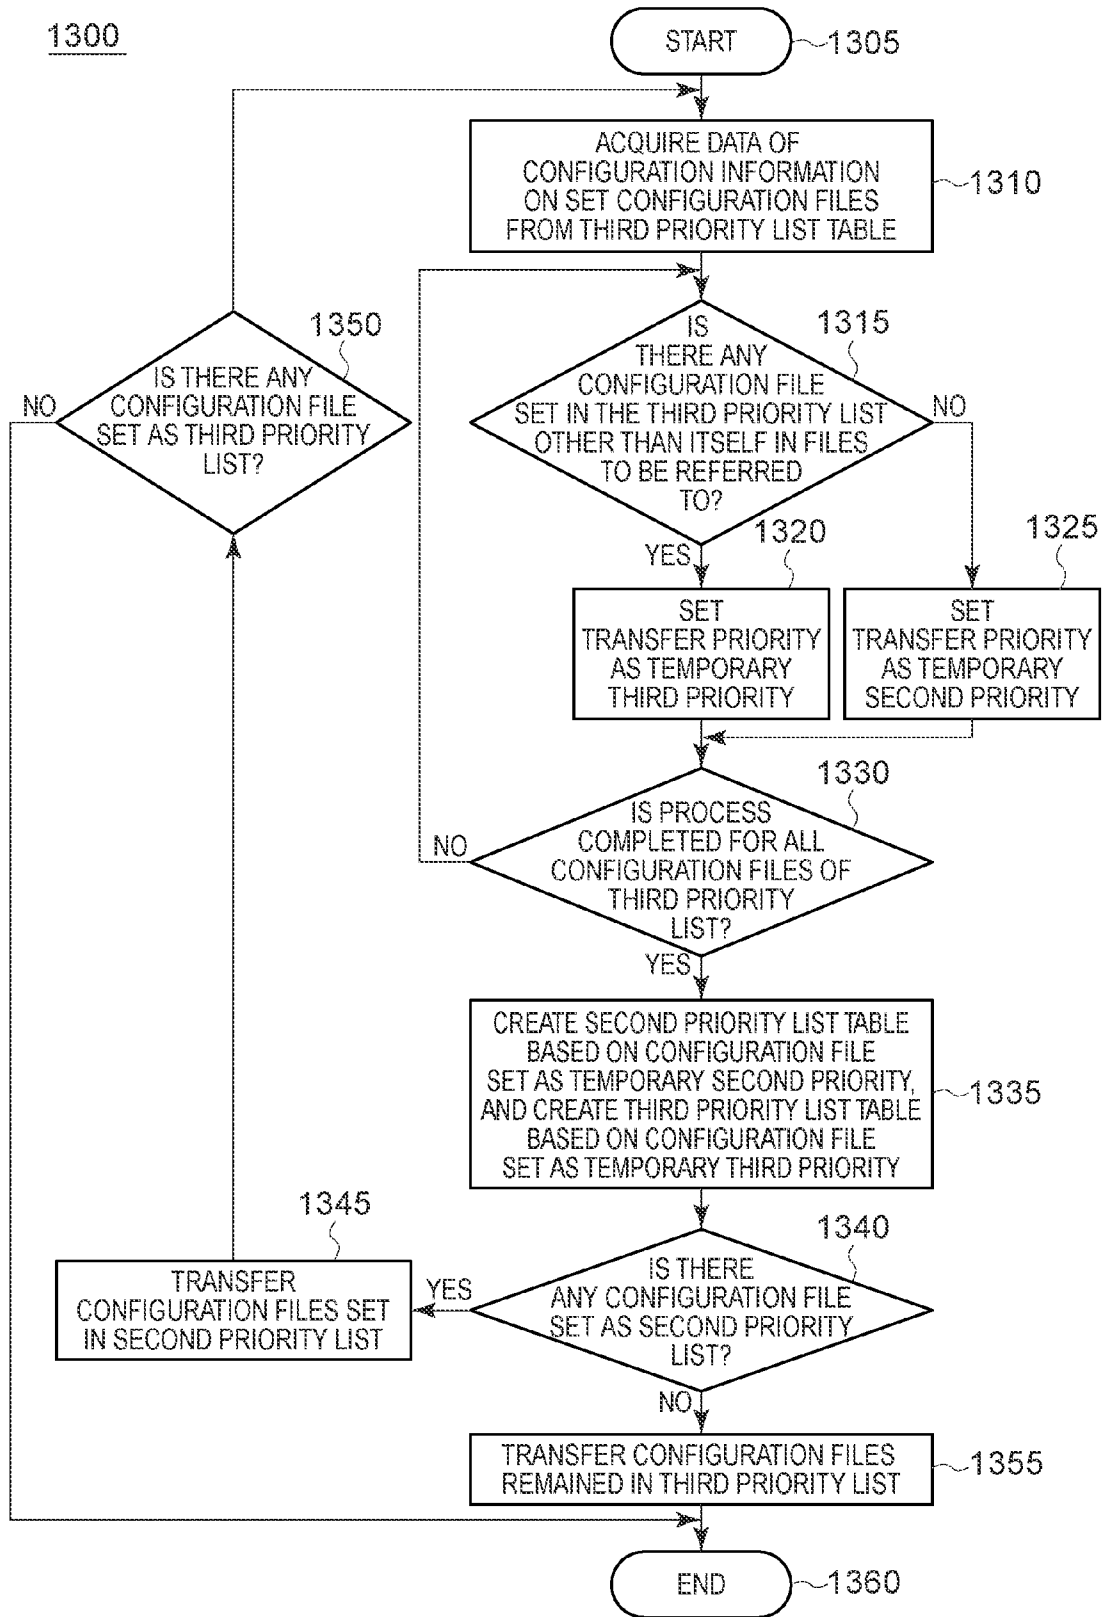 1300
START
1305
ACQUIRE DATA OF
CONFIGURATION INFORMATION
ON SET CONFIGURATION FILES
FROM THIRD PRIORITY LIST TABLE
1310
1350
IS THERE ANY
CONFIGURATION FILE
SET AS THIRD PRIORITY
LIST?
NO
1315
IS
THERE ANY
CONFIGURATION FILE
SET IN THE THIRD PRIORITY LIST
OTHER THAN ITSELF IN FILES
TO BE REFERRED
TO?
NO
YES
1320
SET
TRANSFER PRIORITY
AS TEMPORARY
THIRD PRIORITY
1325
SET
TRANSFER PRIORITY
AS TEMPORARY
SECOND PRIORITY
1330
IS PROCESS
COMPLETED FOR ALL
CONFIGURATION FILES OF
THIRD PRIORITY
LIST?
NO
YES
CREATE SECOND PRIORITY LIST TABLE
BASED ON CONFIGURATION FILE
SET AS TEMPORARY SECOND PRIORITY,
AND CREATE THIRD PRIORITY LIST TABLE
BASED ON CONFIGURATION FILE
SET AS TEMPORARY THIRD PRIORITY
1335
1340
IS THERE
ANY CONFIGURATION FILE
SET AS SECOND PRIORITY
LIST?
YES
1345
TRANSFER
CONFIGURATION FILES SET
IN SECOND PRIORITY LIST
NO
TRANSFER CONFIGURATION FILES
REMAINED IN THIRD PRIORITY LIST
1355
END
1360